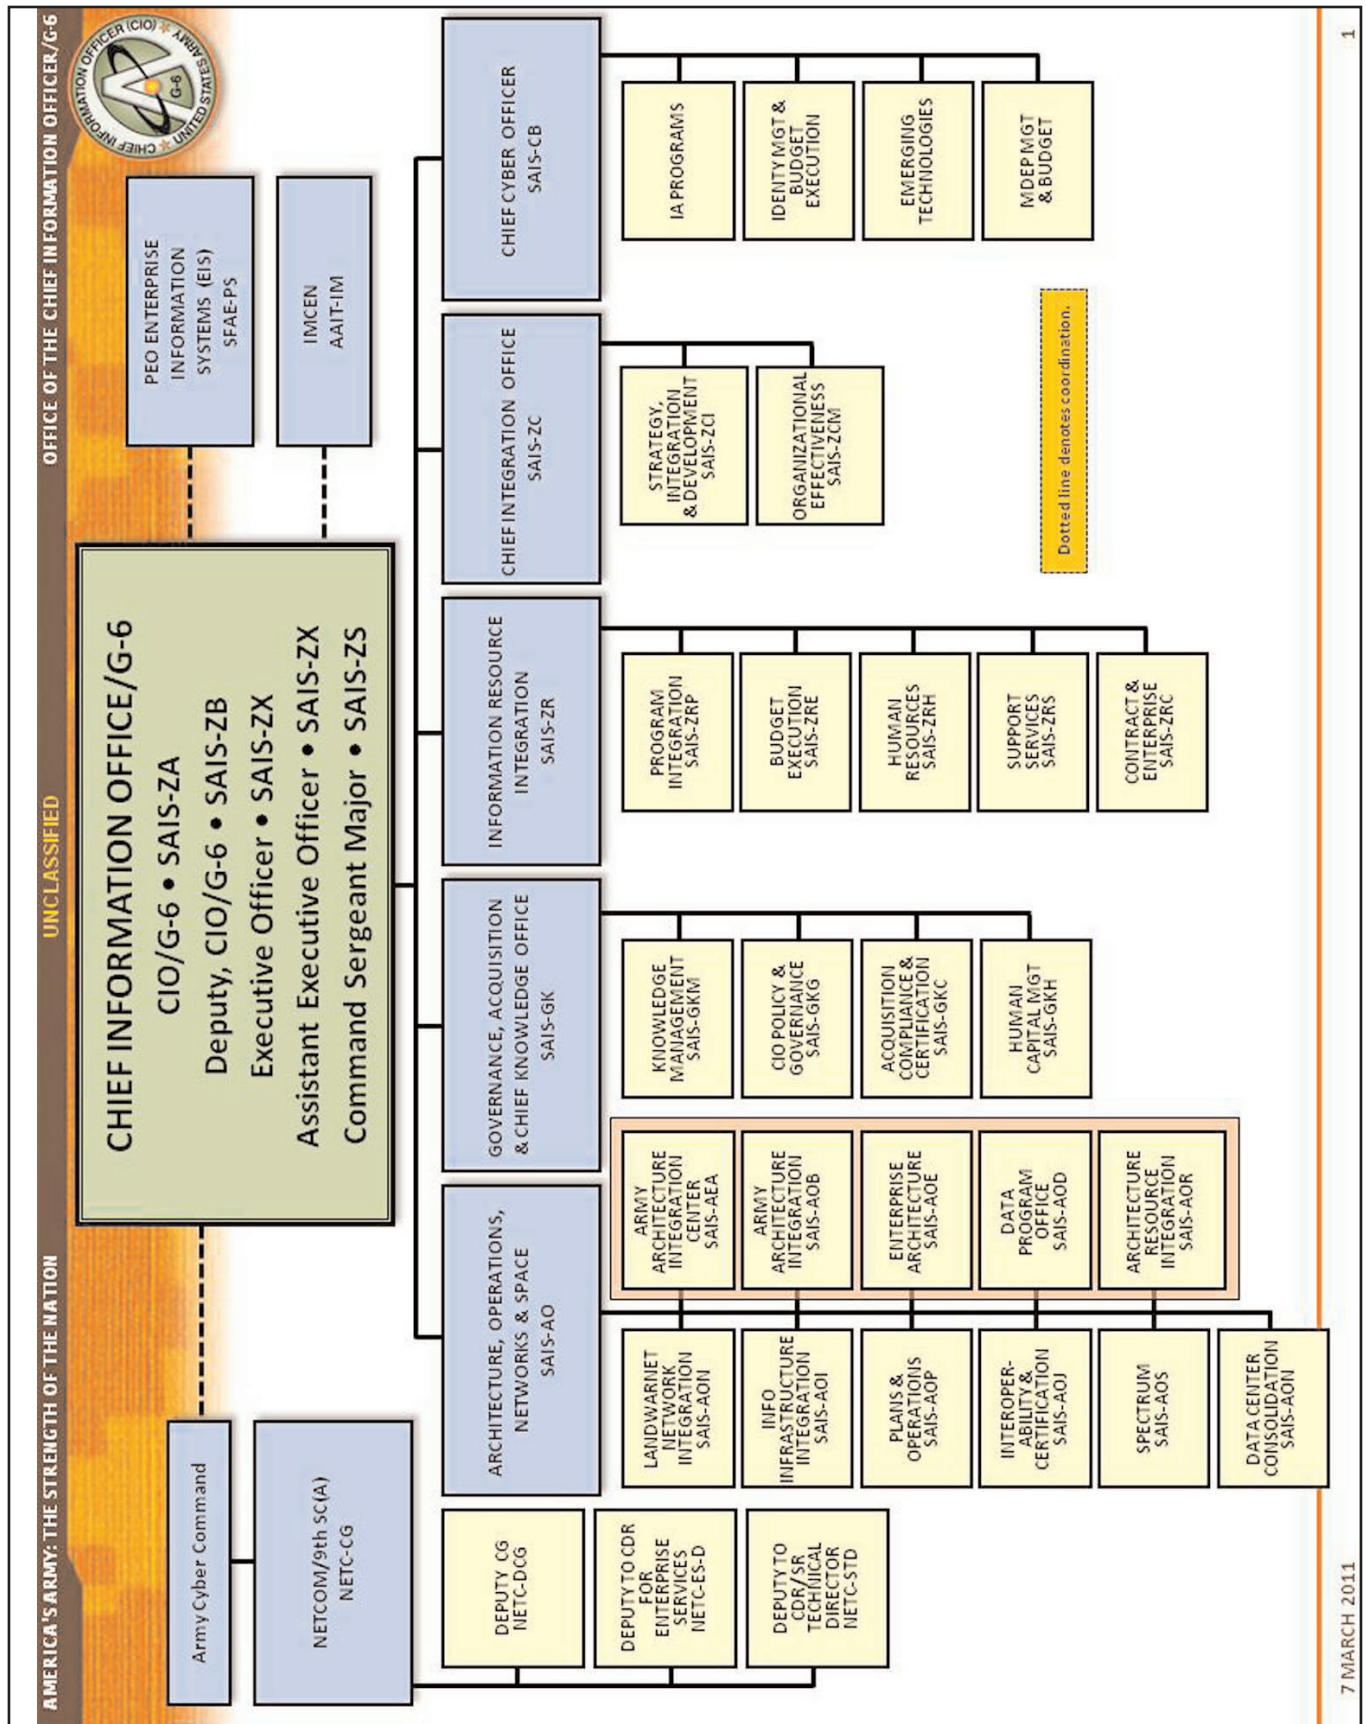 AMERICA'S ARMY: THE STRENGTH OF THE NATION
UNCLASSIFIED
OFFICE OF THE CHIEF INFORMATION OFFICER/G-6
CHIEF INFORMATION OFFICER (CIO)
UNITED STATES ARMY
G-6
CHIEF INFORMATION OFFICE/G-6
CIO/G-6 • SAIS-ZA
Deputy, CIO/G-6 • SAIS-ZB
Executive Officer • SAIS-ZX
Assistant Executive Officer • SAIS-ZX
Command Sergeant Major • SAIS-ZS
Army Cyber Command
NETCOM/9th SC(A)
NETC-CG
PEO ENTERPRISE
INFORMATION
SYSTEMS (EIS)
SFAE-PS
IMCEN
AAIT-IM
DEPUTY CG
NETC-DCG
DEPUTY TO CDR
FOR
ENTERPRISE
SERVICES
NETC-ES-D
DEPUTY TO
CDR/SR
TECHNICAL
DIRECTOR
NETC-STD
ARCHITECTURE, OPERATIONS,
NETWORKS & SPACE
SAIS-AO
LANDWARNET
NETWORK
INTEGRATION
SAIS-AON
INFO
INFRASTRUCTURE
INTEGRATION
SAIS-AOI
PLANS &
OPERATIONS
SAIS-AOP
INTEROPER-
ABILITY &
CERTIFICATION
SAIS-AOJ
SPECTRUM
SAIS-AOS
DATA CENTER
CONSOLIDATION
SAIS-AON
ARMY
ARCHITECTURE
INTEGRATION
CENTER
SAIS-AEA
ARMY
ARCHITECTURE
INTEGRATION
SAIS-AOB
ENTERPRISE
ARCHITECTURE
SAIS-AOE
DATA
PROGRAM
OFFICE
SAIS-AOD
ARCHITECTURE
RESOURCE
INTEGRATION
SAIS-AOR
GOVERNANCE, ACQUISITION
& CHIEF KNOWLEDGE OFFICE
SAIS-GK
KNOWLEDGE
MANAGEMENT
SAIS-GKM
CIO POLICY &
GOVERNANCE
SAIS-GKG
ACQUISITION
COMPLIANCE &
CERTIFICATION
SAIS-GKC
HUMAN
CAPITAL MGT
SAIS-GKH
INFORMATION RESOURCE
INTEGRATION
SAIS-ZR
PROGRAM
INTEGRATION
SAIS-ZRP
BUDGET
EXECUTION
SAIS-ZRE
HUMAN
RESOURCES
SAIS-ZRH
SUPPORT
SERVICES
SAIS-ZRS
CONTRACT &
ENTERPRISE
SAIS-ZRC
CHIEF INTEGRATION OFFICE
SAIS-ZC
STRATEGY,
INTEGRATION
& DEVELOPMENT
SAIS-ZCI
ORGANIZATIONAL
EFFECTIVENESS
SAIS-ZCM
CHIEF CYBER OFFICER
SAIS-CB
IA PROGRAMS
IDENTY MGT &
BUDGET
EXECUTION
EMERGING
TECHNOLOGIES
MDEP MGT
& BUDGET
Dotted line denotes coordination.
7 MARCH 2011
1